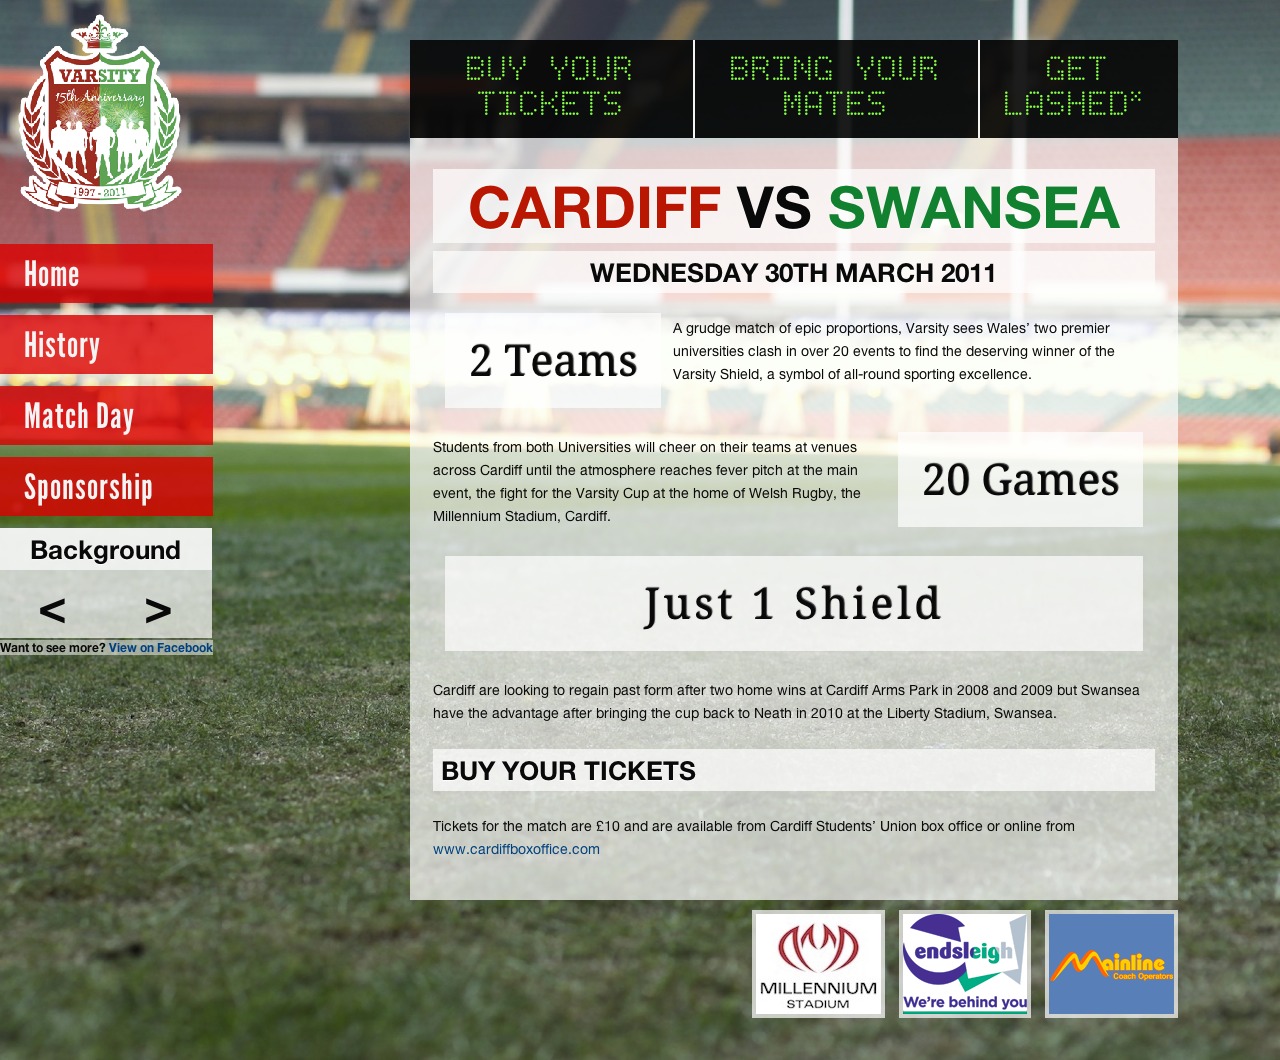 VARSITY
15th Anniversary
1997 - 2011
Home
History
Match Day
Sponsorship
Background
< >
Want to see more? View on Facebook
BUY YOUR
TICKETS
BRING YOUR
MATES
GET
LASHED*
CARDIFF VS SWANSEA
WEDNESDAY 30TH MARCH 2011
2 Teams
A grudge match of epic proportions, Varsity sees Wales’ two premier
universities clash in over 20 events to find the deserving winner of the
Varsity Shield, a symbol of all-round sporting excellence.
Students from both Universities will cheer on their teams at venues
across Cardiff until the atmosphere reaches fever pitch at the main
event, the fight for the Varsity Cup at the home of Welsh Rugby, the
Millennium Stadium, Cardiff.
20 Games
Just 1 Shield
Cardiff are looking to regain past form after two home wins at Cardiff Arms Park in 2008 and 2009 but Swansea
have the advantage after bringing the cup back to Neath in 2010 at the Liberty Stadium, Swansea.
BUY YOUR TICKETS
Tickets for the match are £10 and are available from Cardiff Students’ Union box office or online from
www.cardiffboxoffice.com
MILLENNIUM
STADIUM
endsleigh
We're behind you
Mainline
Coach Operators